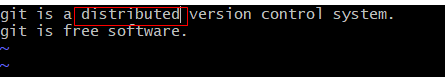 git is a distributed version control system.
git is free software.
~
~